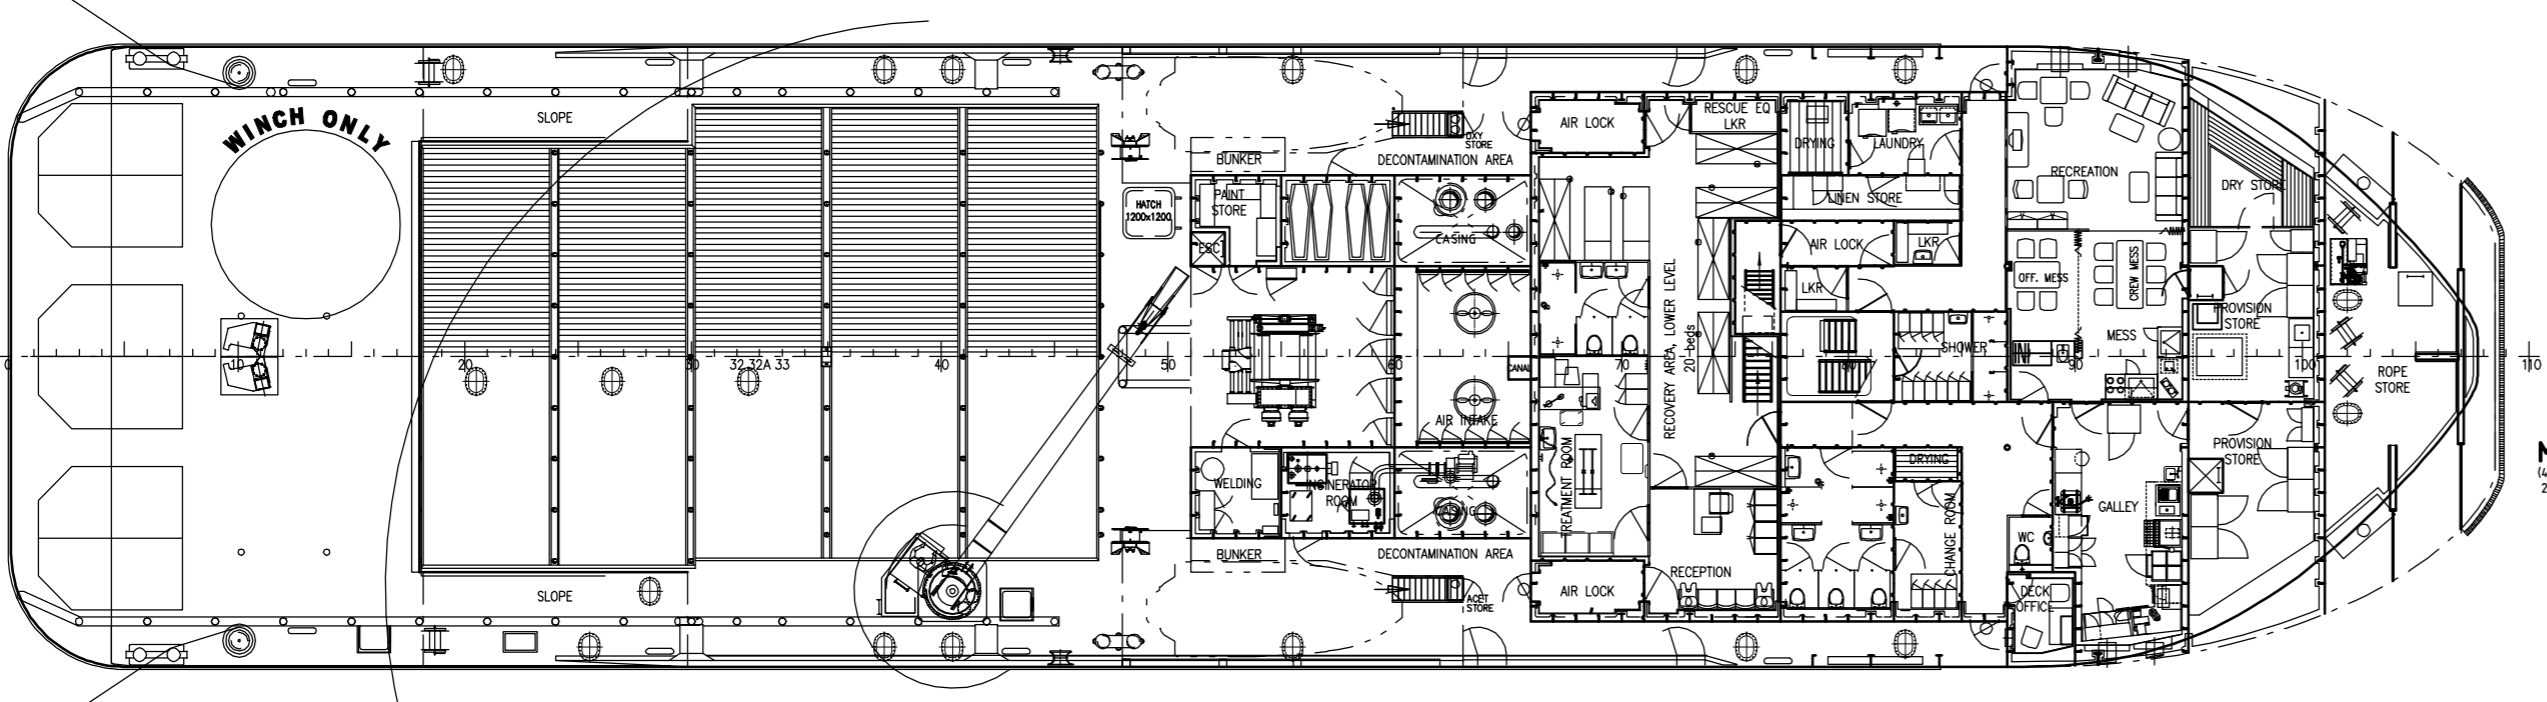 WINCH ONLY
SLOPE
SLOPE
HATCH
1200x1200
BUNKER
PAINT
STORE
ESC
OXY
STORE
DECONTAMINATION AREA
CASING
AIR INTAKE
CANAL
WELDING
INSINERATOR
ROOM
CASING
BUNKER
DECONTAMINATION AREA
ACET
STORE
AIR LOCK
RESCUE EQ
LKR
DRYING
LAUNDRY
LINEN STORE
AIR LOCK
LKR
LKR
RECOVERY AREA, LOWER LEVEL
20-beds
SHOWER
TREATMENT ROOM
AIR LOCK
RECEPTION
DRYING
CHANGE ROOM
RECREATION
OFF. MESS
CREW MESS
MESS
GALLEY
WC
DECK
OFFICE
DRY STORE
PROVISION
STORE
PROVISION
STORE
ROPE
STORE
0
10
20
30
32 32A 33
40
50
60
70
80
90
100
110